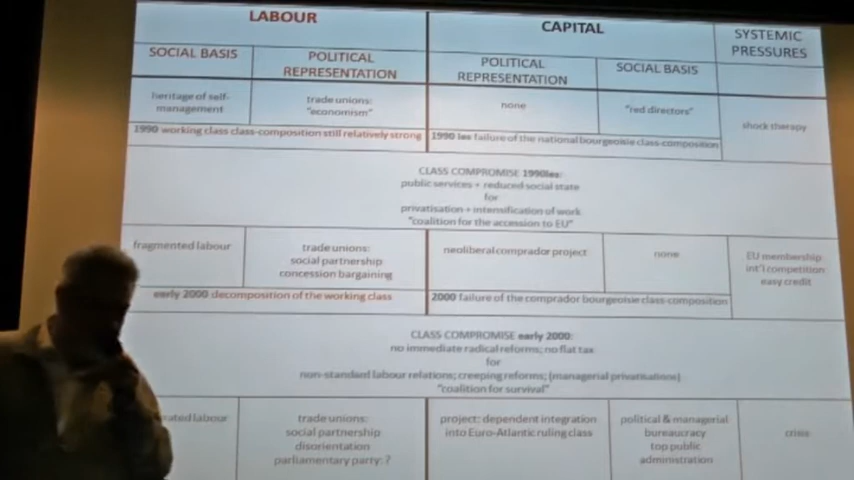 LABOUR
CAPITAL
SYSTEMIC
PRESSURES
SOCIAL BASIS
POLITICAL
REPRESENTATION
POLITICAL
REPRESENTATION
SOCIAL BASIS
heritage of self-
management
trade unions:
"economism"
none
"red directors"
shock therapy
1990 working class class-composition still relatively strong
1990 ies failure of the national bourgeoisie class-composition
CLASS COMPROMISE 1990ies:
public services + reduced social state
for
privatisation + intensification of work
"coalition for the accession to EU"
fragmented labour
trade unions:
social partnership
concession bargaining
neoliberal comprador project
none
EU membership
int'l competition
easy credit
early 2000 decomposition of the working class
2000 failure of the comprador bourgeoisie class-composition
CLASS COMPROMISE early 2000:
no immediate radical reforms; no flat tax
for
non-standard labour relations; creeping reforms; (managerial privatisations)
"coalition for survival"
labour
trade unions:
social partnership
disorientation
parliamentary party: ?
project: dependent integration
into Euro-Atlantic ruling class
political & managerial
bureaucracy
top public
administration
crisis